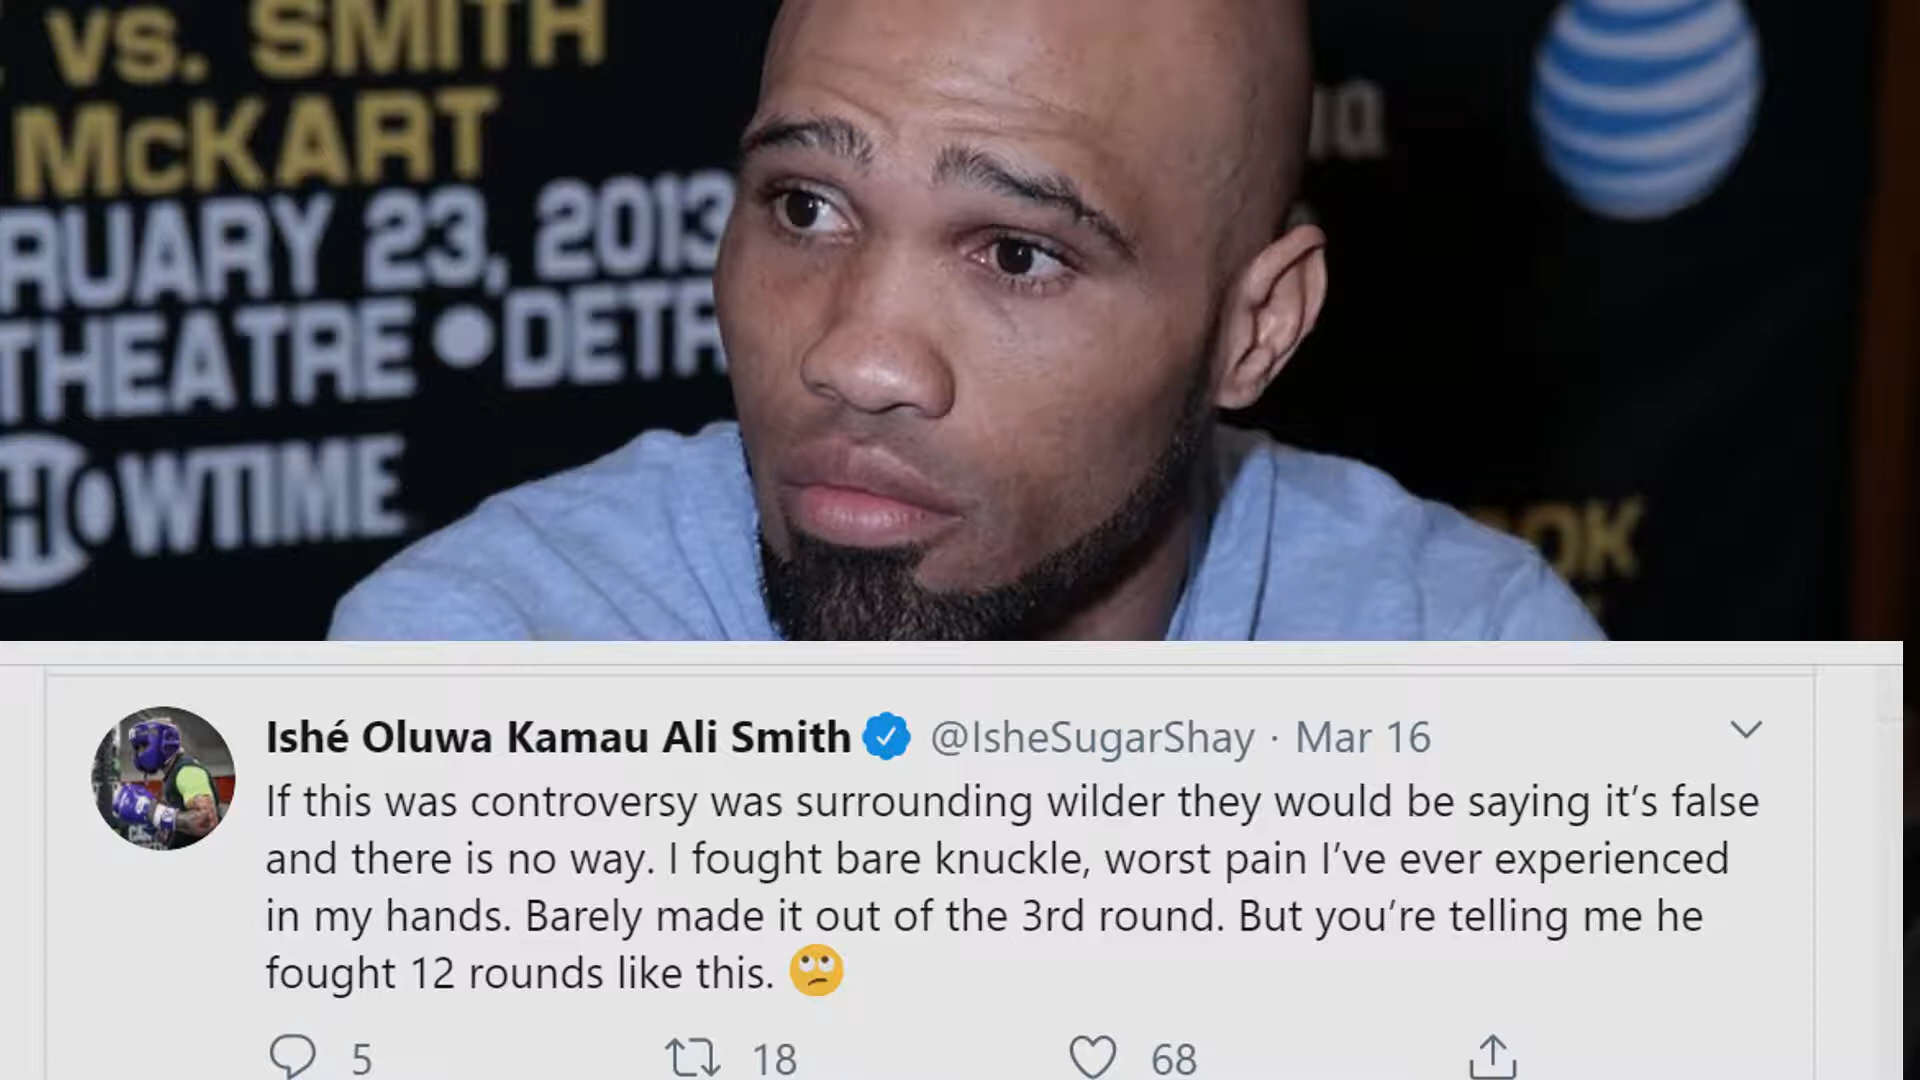 vs. SMITH
McKART
RUARY 23, 2013
THEATRE • DETR
SHOWTIME
OK
Ishé Oluwa Kamau Ali Smith @IsheSugarShay · Mar 16
If this was controversy was surrounding wilder they would be saying it’s false
and there is no way. I fought bare knuckle, worst pain I’ve ever experienced
in my hands. Barely made it out of the 3rd round. But you’re telling me he
fought 12 rounds like this. 🙄
5 18 68